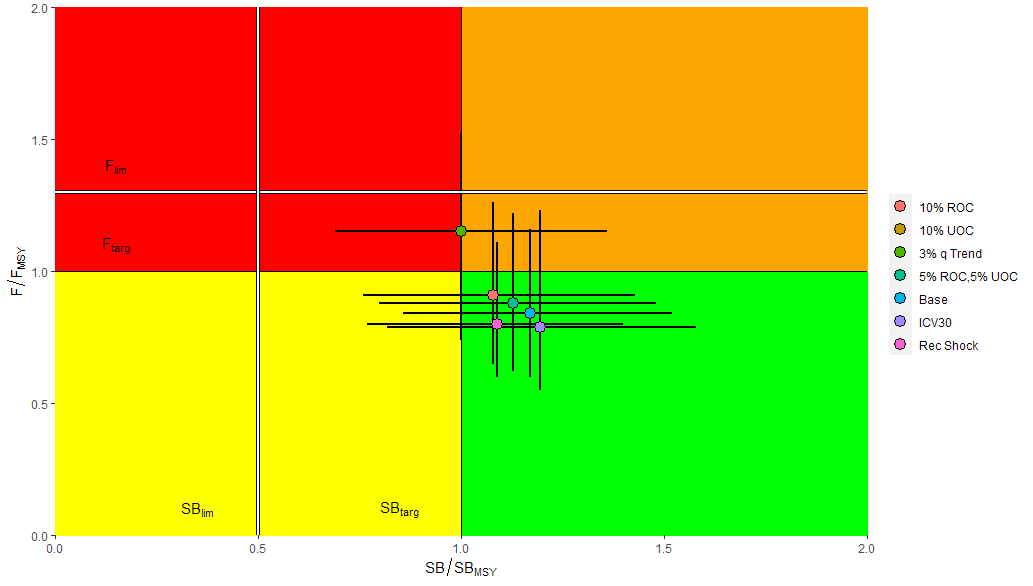 2.0
1.5
1.0
0.5
0.0
F/F_MSY
F_lim
F_targ
SB_lim
SB_targ
0.0 0.5 1.0 1.5 2.0
SB/SB_MSY
10% ROC
10% UOC
3% q Trend
5% ROC,5% UOC
Base
ICV30
Rec Shock